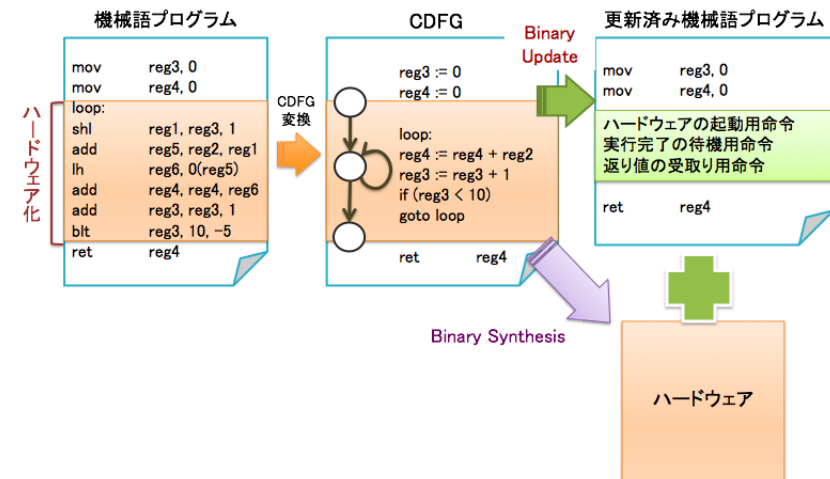 機械語プログラム
mov reg3, 0
mov reg4, 0
loop:
shl reg1, reg3, 1
add reg5, reg2, reg1
lh reg6, 0(reg5)
add reg4, reg4, reg6
add reg3, reg3, 1
blt reg3, 10, -5
ret reg4
ハードウェア化
CDFG
変換
CDFG
reg3 := 0
reg4 := 0
loop:
reg4 := reg4 + reg2
reg3 := reg3 + 1
if (reg3 < 10)
goto loop
ret reg4
Binary
Update
Binary Synthesis
更新済み機械語プログラム
mov reg3, 0
mov reg4, 0
ハードウェアの起動用命令
実行完了の待機用命令
返り値の受取り用命令
ret reg4
ハードウェア